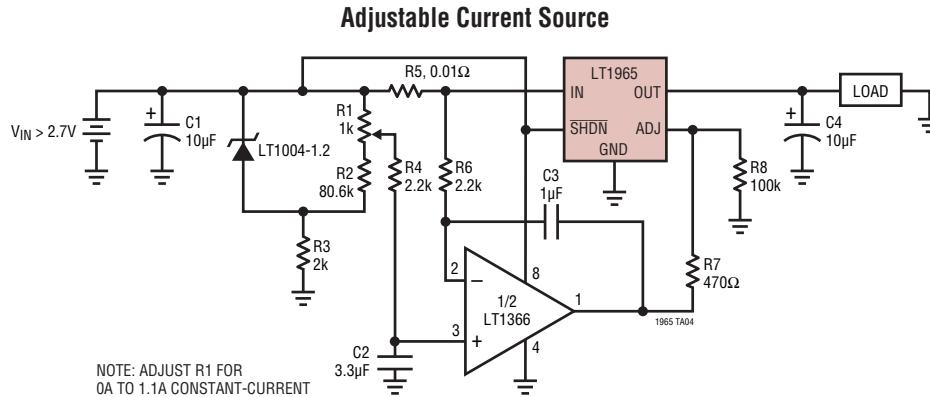 Adjustable Current Source
R5, 0.01Ω
LT1965
IN
OUT
SHDN
ADJ
GND
LOAD
VIN > 2.7V
+
C1
10µF
LT1004-1.2
R1
1k
R2
80.6k
R4
2.2k
R6
2.2k
C3
1µF
R8
100k
+
C4
10µF
R3
2k
R7
470Ω
2
–
8
1/2
LT1366
1
3
+
4
1965 TA04
C2
3.3µF
NOTE: ADJUST R1 FOR
0A TO 1.1A CONSTANT-CURRENT